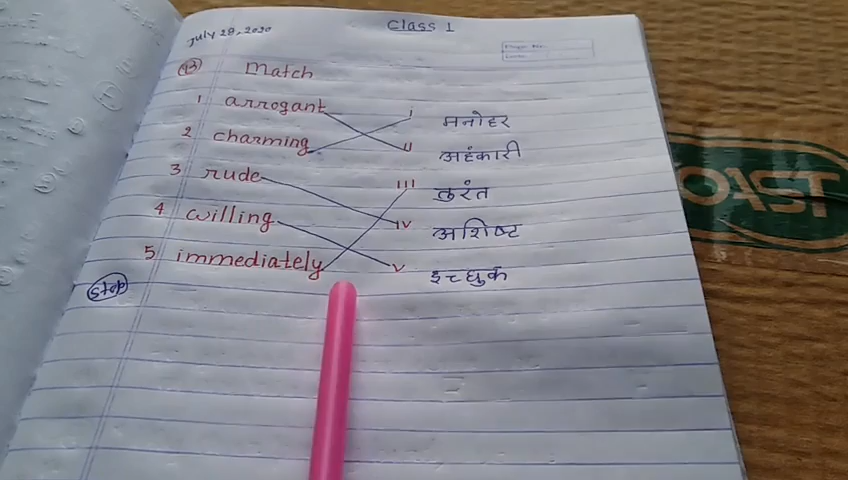 July 28, 2020
Class 1
Match
1 arrogant i मनोहर
2 charming II अहंकारी
3 rude III तुरंत
4 willing IV अशिष्ट
5 immediately V इच्छुक
Stop
OAST